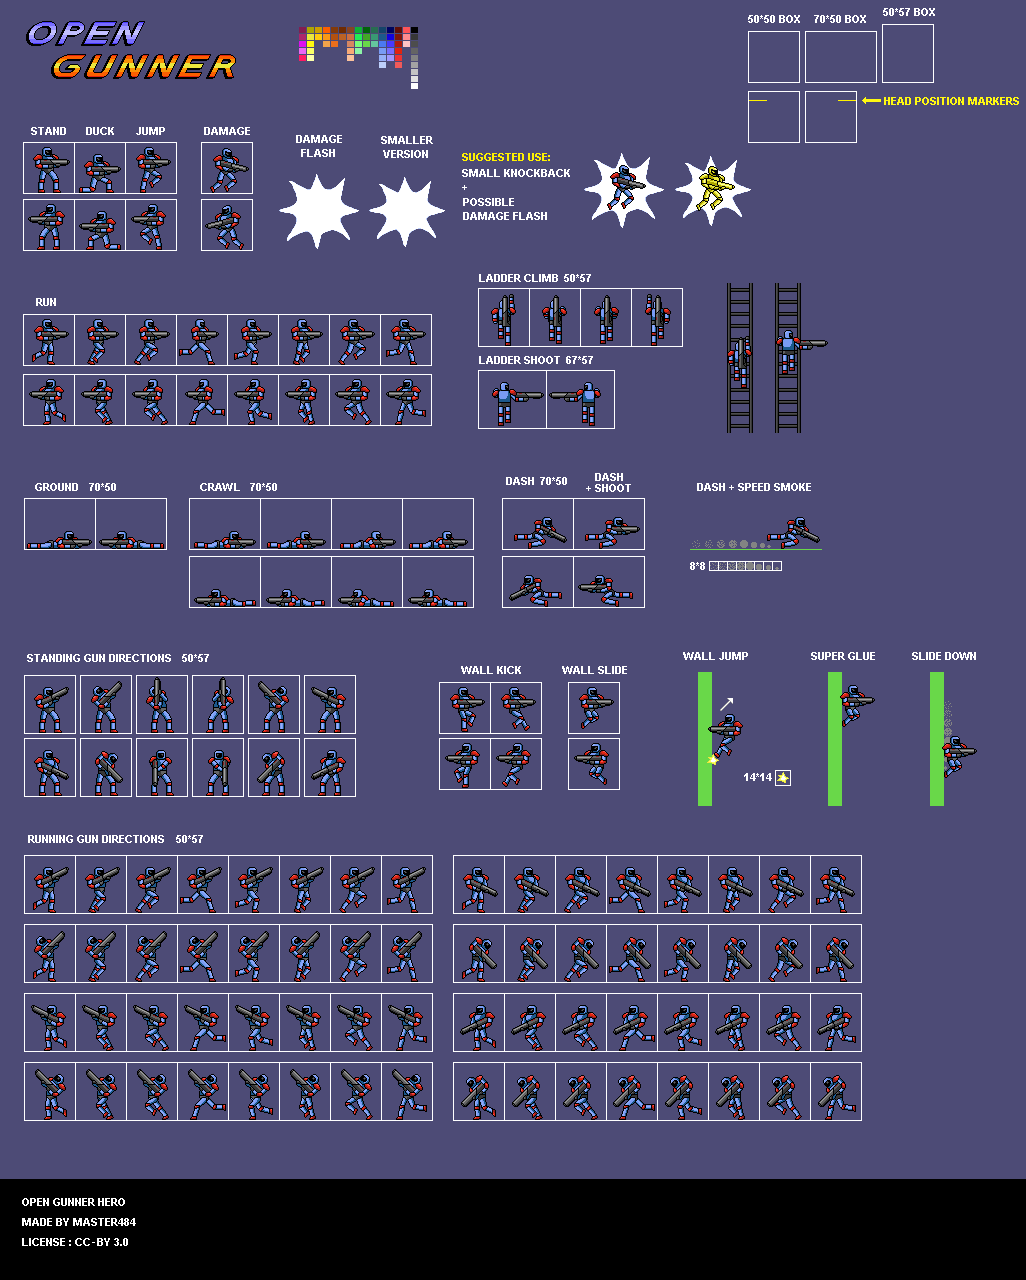 OPEN
GUNNER
50*50 BOX
70*50 BOX
50*57 BOX
HEAD POSITION MARKERS
STAND
DUCK
JUMP
DAMAGE
DAMAGE
FLASH
SMALLER
VERSION
SUGGESTED USE:
SMALL KNOCKBACK
+
POSSIBLE
DAMAGE FLASH
RUN
LADDER CLIMB 50*57
LADDER SHOOT 67*57
GROUND 70*50
CRAWL 70*50
DASH 70*50
DASH
+ SHOOT
DASH + SPEED SMOKE
8*8
STANDING GUN DIRECTIONS 50*57
WALL KICK
WALL SLIDE
WALL JUMP
SUPER GLUE
SLIDE DOWN
14*14
RUNNING GUN DIRECTIONS 50*57
OPEN GUNNER HERO
MADE BY MASTER484
LICENSE : CC-BY 3.0